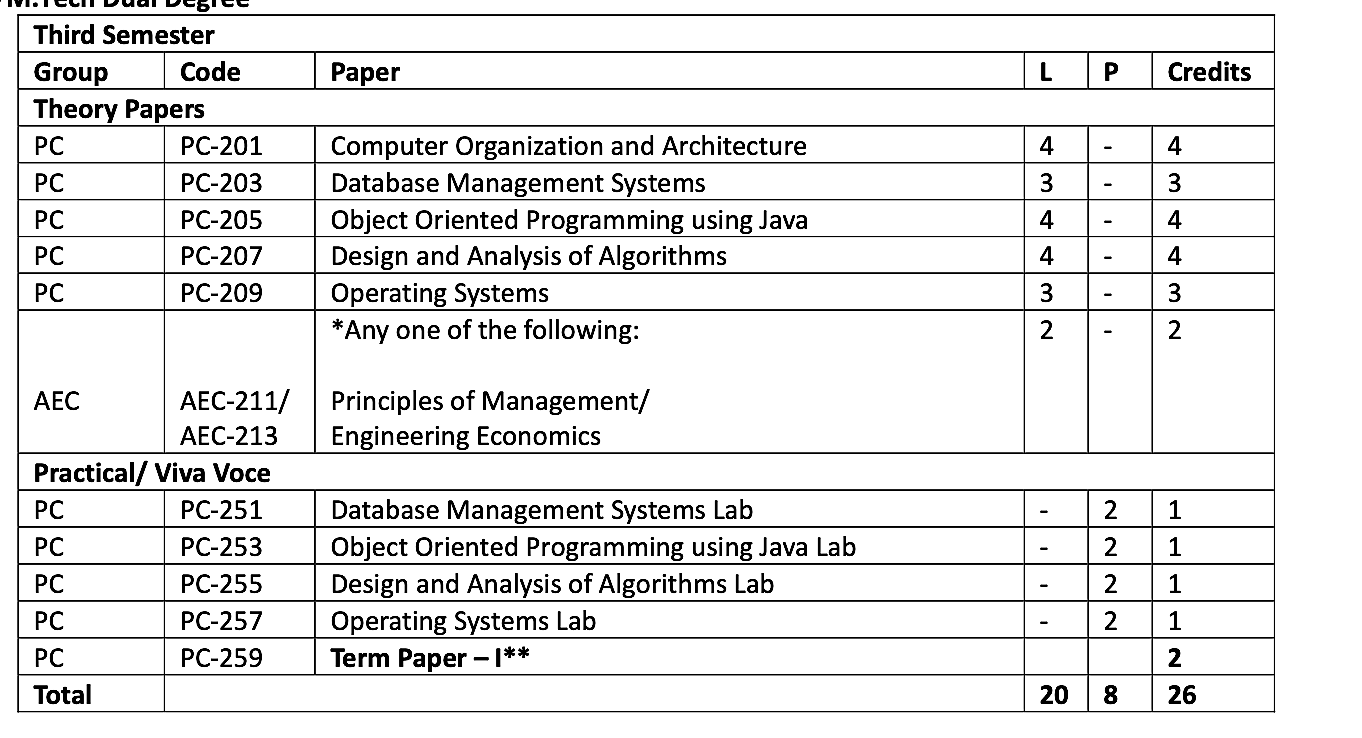 M.Tech Dual Degree
Third Semester
Group Code Paper L P Credits
Theory Papers
PC PC-201 Computer Organization and Architecture 4 - 4
PC PC-203 Database Management Systems 3 - 3
PC PC-205 Object Oriented Programming using Java 4 - 4
PC PC-207 Design and Analysis of Algorithms 4 - 4
PC PC-209 Operating Systems 3 - 3
*Any one of the following: 2 - 2
AEC AEC-211/ Principles of Management/
AEC-213 Engineering Economics
Practical/ Viva Voce
PC PC-251 Database Management Systems Lab - 2 1
PC PC-253 Object Oriented Programming using Java Lab - 2 1
PC PC-255 Design and Analysis of Algorithms Lab - 2 1
PC PC-257 Operating Systems Lab - 2 1
PC PC-259 Term Paper – I** 2
Total 20 8 26